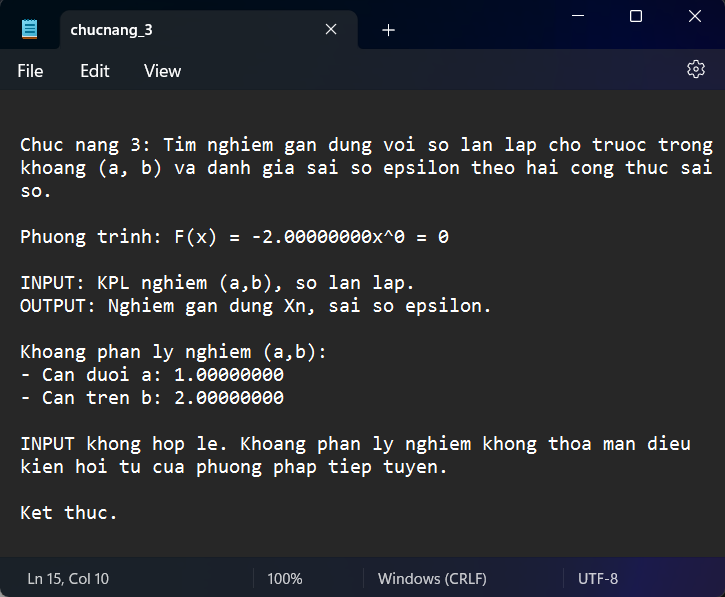 chucnang_3
File Edit View
Chuc nang 3: Tim nghiem gan dung voi so lan lap cho truoc trong
khoang (a, b) va danh gia sai so epsilon theo hai cong thuc sai
so.
Phuong trinh: F(x) = -2.00000000x^0 = 0
INPUT: KPL nghiem (a,b), so lan lap.
OUTPUT: Nghiem gan dung Xn, sai so epsilon.
Khoang phan ly nghiem (a,b):
- Can duoi a: 1.00000000
- Can tren b: 2.00000000
INPUT khong hop le. Khoang phan ly nghiem khong thoa man dieu
kien hoi tu cua phuong phap tiep tuyen.
Ket thuc.
Ln 15, Col 10 100% Windows (CRLF) UTF-8